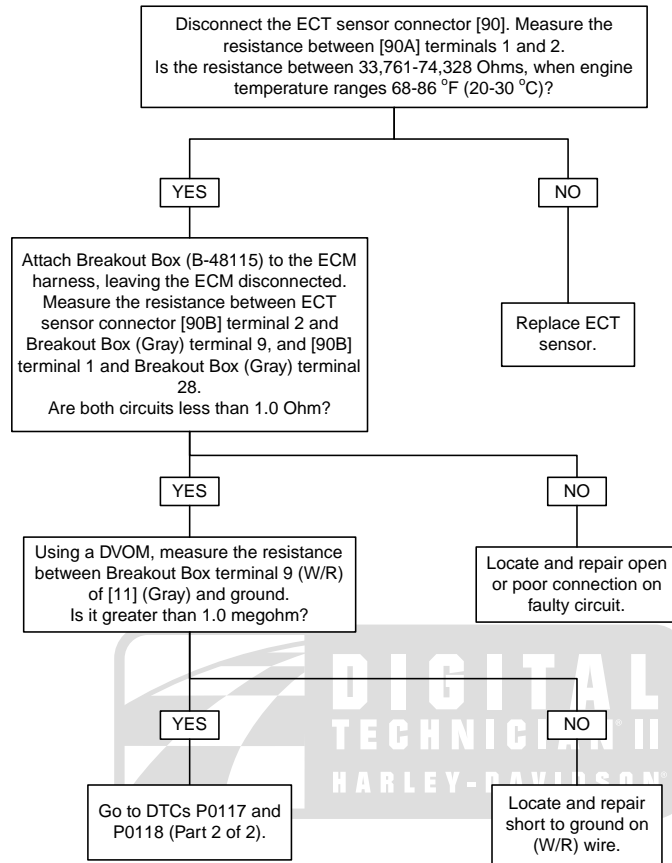 Disconnect the ECT sensor connector [90]. Measure the
resistance between [90A] terminals 1 and 2.
Is the resistance between 33,761-74,328 Ohms, when engine
temperature ranges 68-86 °F (20-30 °C)?
YES
NO
Attach Breakout Box (B-48115) to the ECM
harness, leaving the ECM disconnected.
Measure the resistance between ECT
sensor connector [90B] terminal 2 and
Breakout Box (Gray) terminal 9, and [90B]
terminal 1 and Breakout Box (Gray) terminal
28.
Are both circuits less than 1.0 Ohm?
Replace ECT
sensor.
YES
NO
Using a DVOM, measure the resistance
between Breakout Box terminal 9 (W/R)
of [11] (Gray) and ground.
Is it greater than 1.0 megohm?
Locate and repair open
or poor connection on
faulty circuit.
DIGITAL
TECHNICIAN® II
HARLEY-DAVIDSON®
YES
NO
Go to DTCs P0117 and
P0118 (Part 2 of 2).
Locate and repair
short to ground on
(W/R) wire.